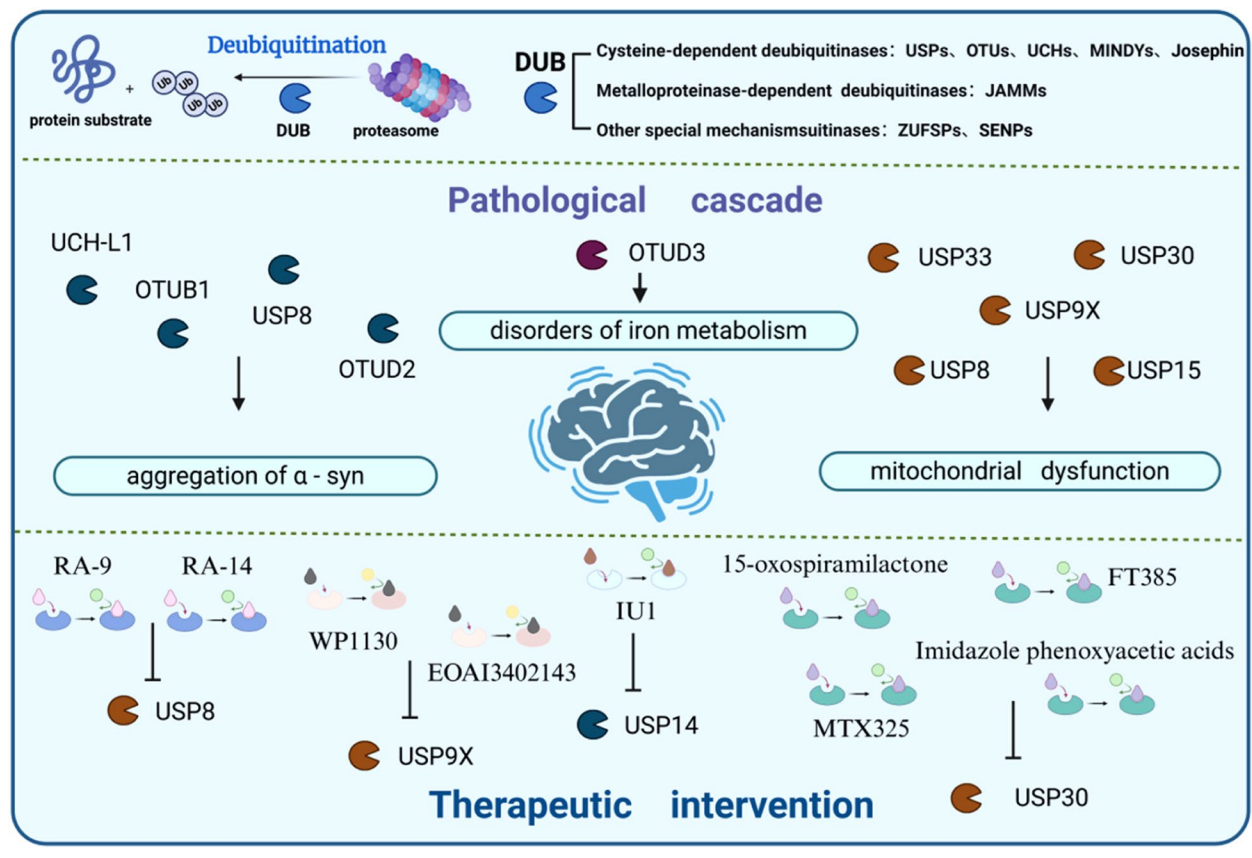 Deubiquitination
protein substrate
+
Ub
Ub
Ub
Ub
DUB
proteasome
DUB
Cysteine-dependent deubiquitinases：USPs、OTUs、UCHs、MINDYs、Josephin
Metalloproteinase-dependent deubiquitinases：JAMMs
Other special mechanismsuitinases：ZUFSPs、SENPs
Pathological cascade
UCH-L1
OTUB1
USP8
OTUD2
aggregation of α - syn
OTUD3
disorders of iron metabolism
USP33
USP30
USP9X
USP8
USP15
mitochondrial dysfunction
RA-9
RA-14
USP8
WP1130
EOAI3402143
USP9X
IU1
USP14
15-oxospiramilactone
FT385
Imidazole phenoxyacetic acids
MTX325
USP30
Therapeutic intervention